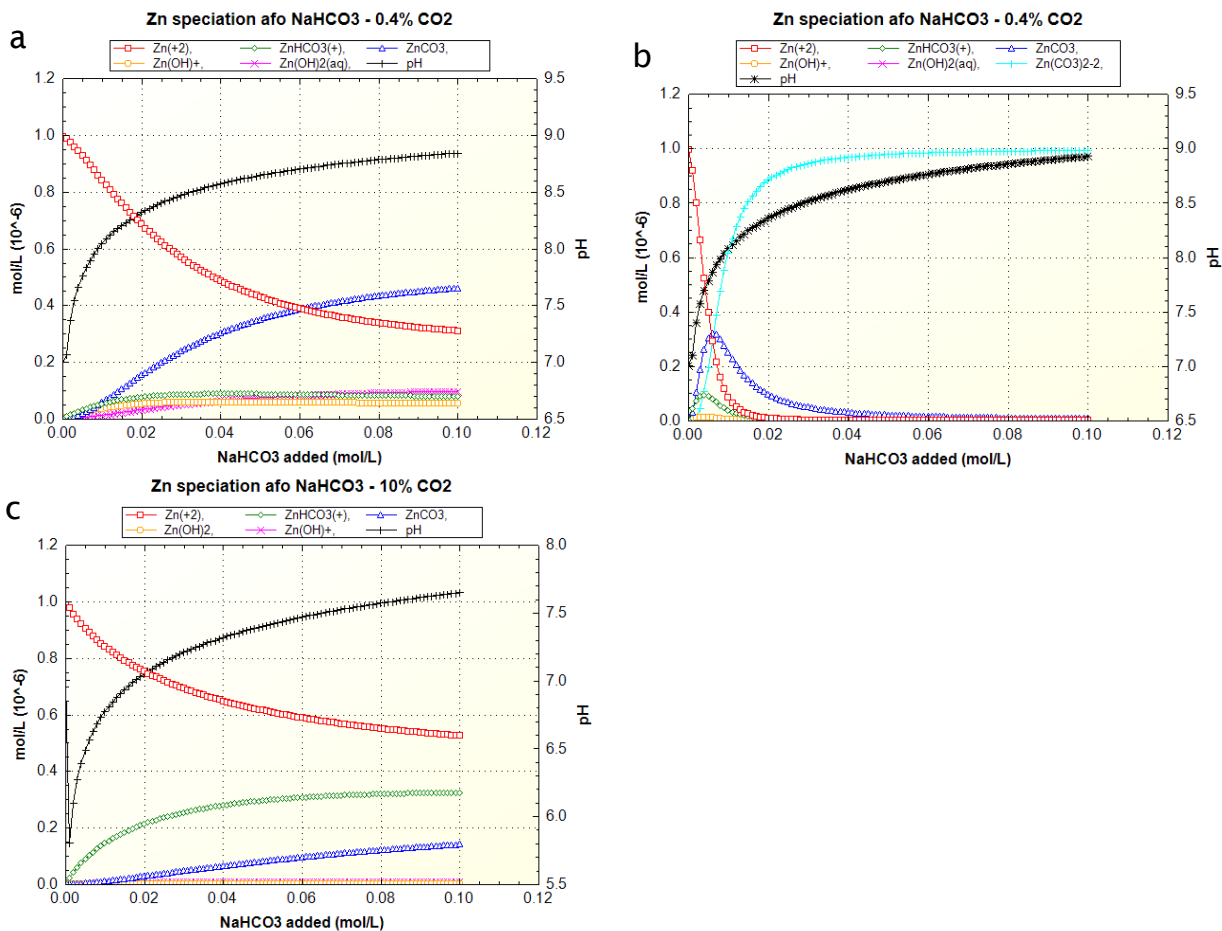 a
Zn speciation afo NaHCO3 - 0.4% CO2
Zn(+2), ZnHCO3(+), ZnCO3,
Zn(OH)+, Zn(OH)2(aq), pH
1.2 9.5
1.0 9.0
0.8 8.5
0.6 8.0
0.4 7.5
0.2 7.0
0.0 6.5
mol/L (10^-6)
pH
0.00 0.02 0.04 0.06 0.08 0.10 0.12
NaHCO3 added (mol/L)
b
Zn speciation afo NaHCO3 - 0.4% CO2
Zn(+2), ZnHCO3(+), ZnCO3,
Zn(OH)+, Zn(OH)2(aq), Zn(CO3)2-2,
pH
1.2 9.5
1.0 9.0
0.8 8.5
0.6 8.0
0.4 7.5
0.2 7.0
0.0 6.5
mol/L (10^-6)
pH
0.00 0.02 0.04 0.06 0.08 0.10 0.12
NaHCO3 added (mol/L)
c
Zn speciation afo NaHCO3 - 10% CO2
Zn(+2), ZnHCO3(+), ZnCO3,
Zn(OH)2, Zn(OH)+, pH
1.2 8.0
1.0 7.5
0.8 7.0
0.6 6.5
0.4 6.0
0.2 5.5
0.0
mol/L (10^-6)
pH
0.00 0.02 0.04 0.06 0.08 0.10 0.12
NaHCO3 added (mol/L)